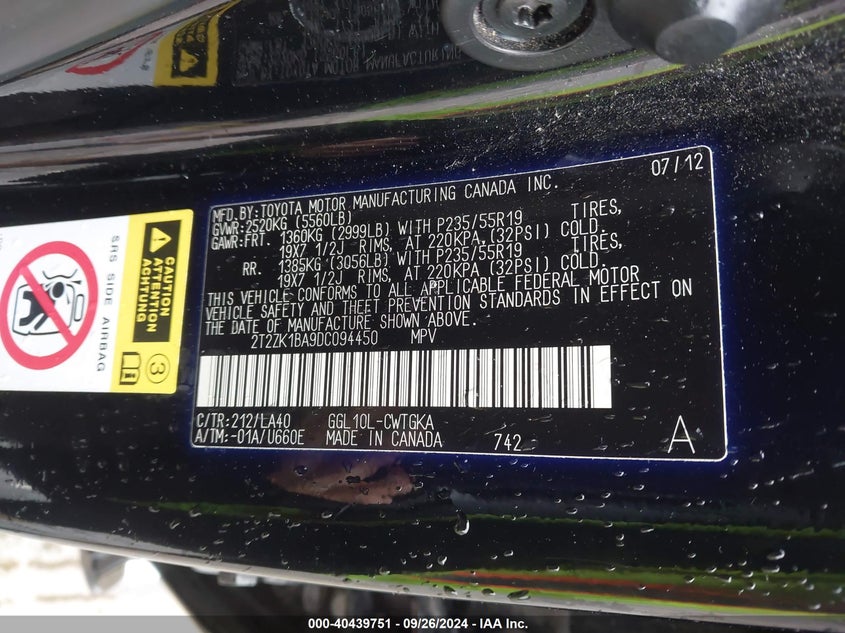 MFD.BY:TOYOTA MOTOR MANUFACTURING CANADA INC. 07/12
GVWR:2520KG (5560LB)
GAWR:FRT. 1360KG (2999LB) WITH P235/55R19 TIRES,
19X7 1/2J RIMS, AT 220KPA,(32PSI) COLD.
RR. 1385KG (3056LB) WITH P235/55R19 TIRES,
19X7 1/2J RIMS, AT 220KPA,(32PSI) COLD.
THIS VEHICLE CONFORMS TO ALL APPLICABLE FEDERAL MOTOR
VEHICLE SAFETY AND THEFT PREVENTION STANDARDS IN EFFECT ON
THE DATE OF MANUFACTURE SHOWN ABOVE.
2T2ZK1BA9DC094450 MPV
C/TR:212/LA40 GGL10L-CWTGKA
A/TM:-01A/U660E MADE IN CANADA 742 A
SRS SIDE AIRBAG
CAUTION
ATTENTION
ACHTUNG
3
000-40439751 - 09/26/2024 - IAA Inc.